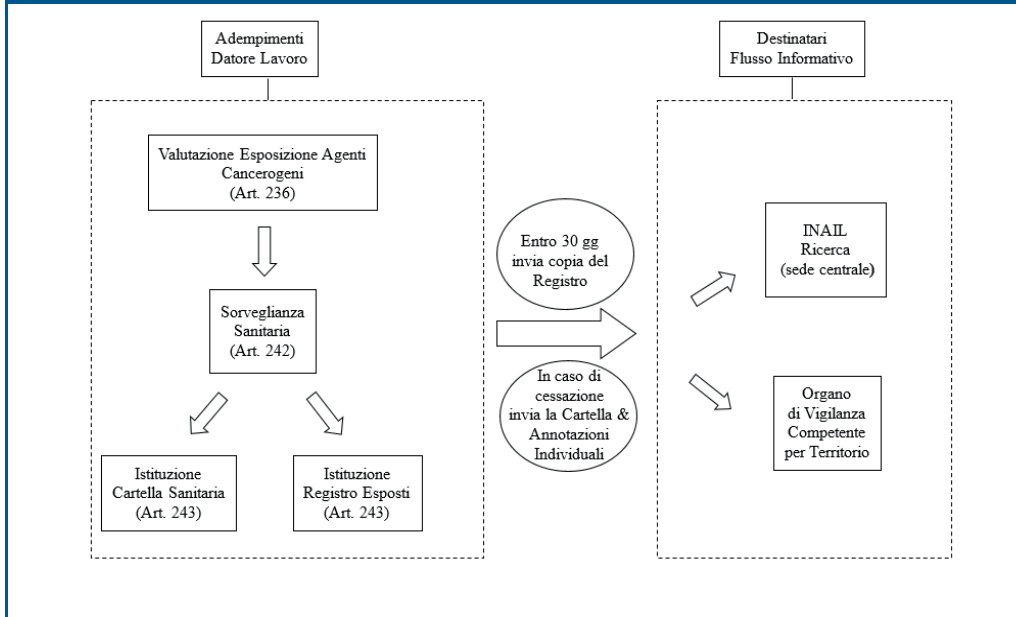 Adempimenti
Datore Lavoro
Destinatari
Flusso Informativo
Valutazione Esposizione Agenti
Cancerogeni
(Art. 236)
Sorveglianza
Sanitaria
(Art. 242)
Istituzione
Cartella Sanitaria
(Art. 243)
Istituzione
Registro Esposti
(Art. 243)
Entro 30 gg
invia copia del
Registro
In caso di
cessazione
invia la Cartella &
Annotazioni
Individuali
INAIL
Ricerca
(sede centrale)
Organo
di Vigilanza
Competente
per Territorio